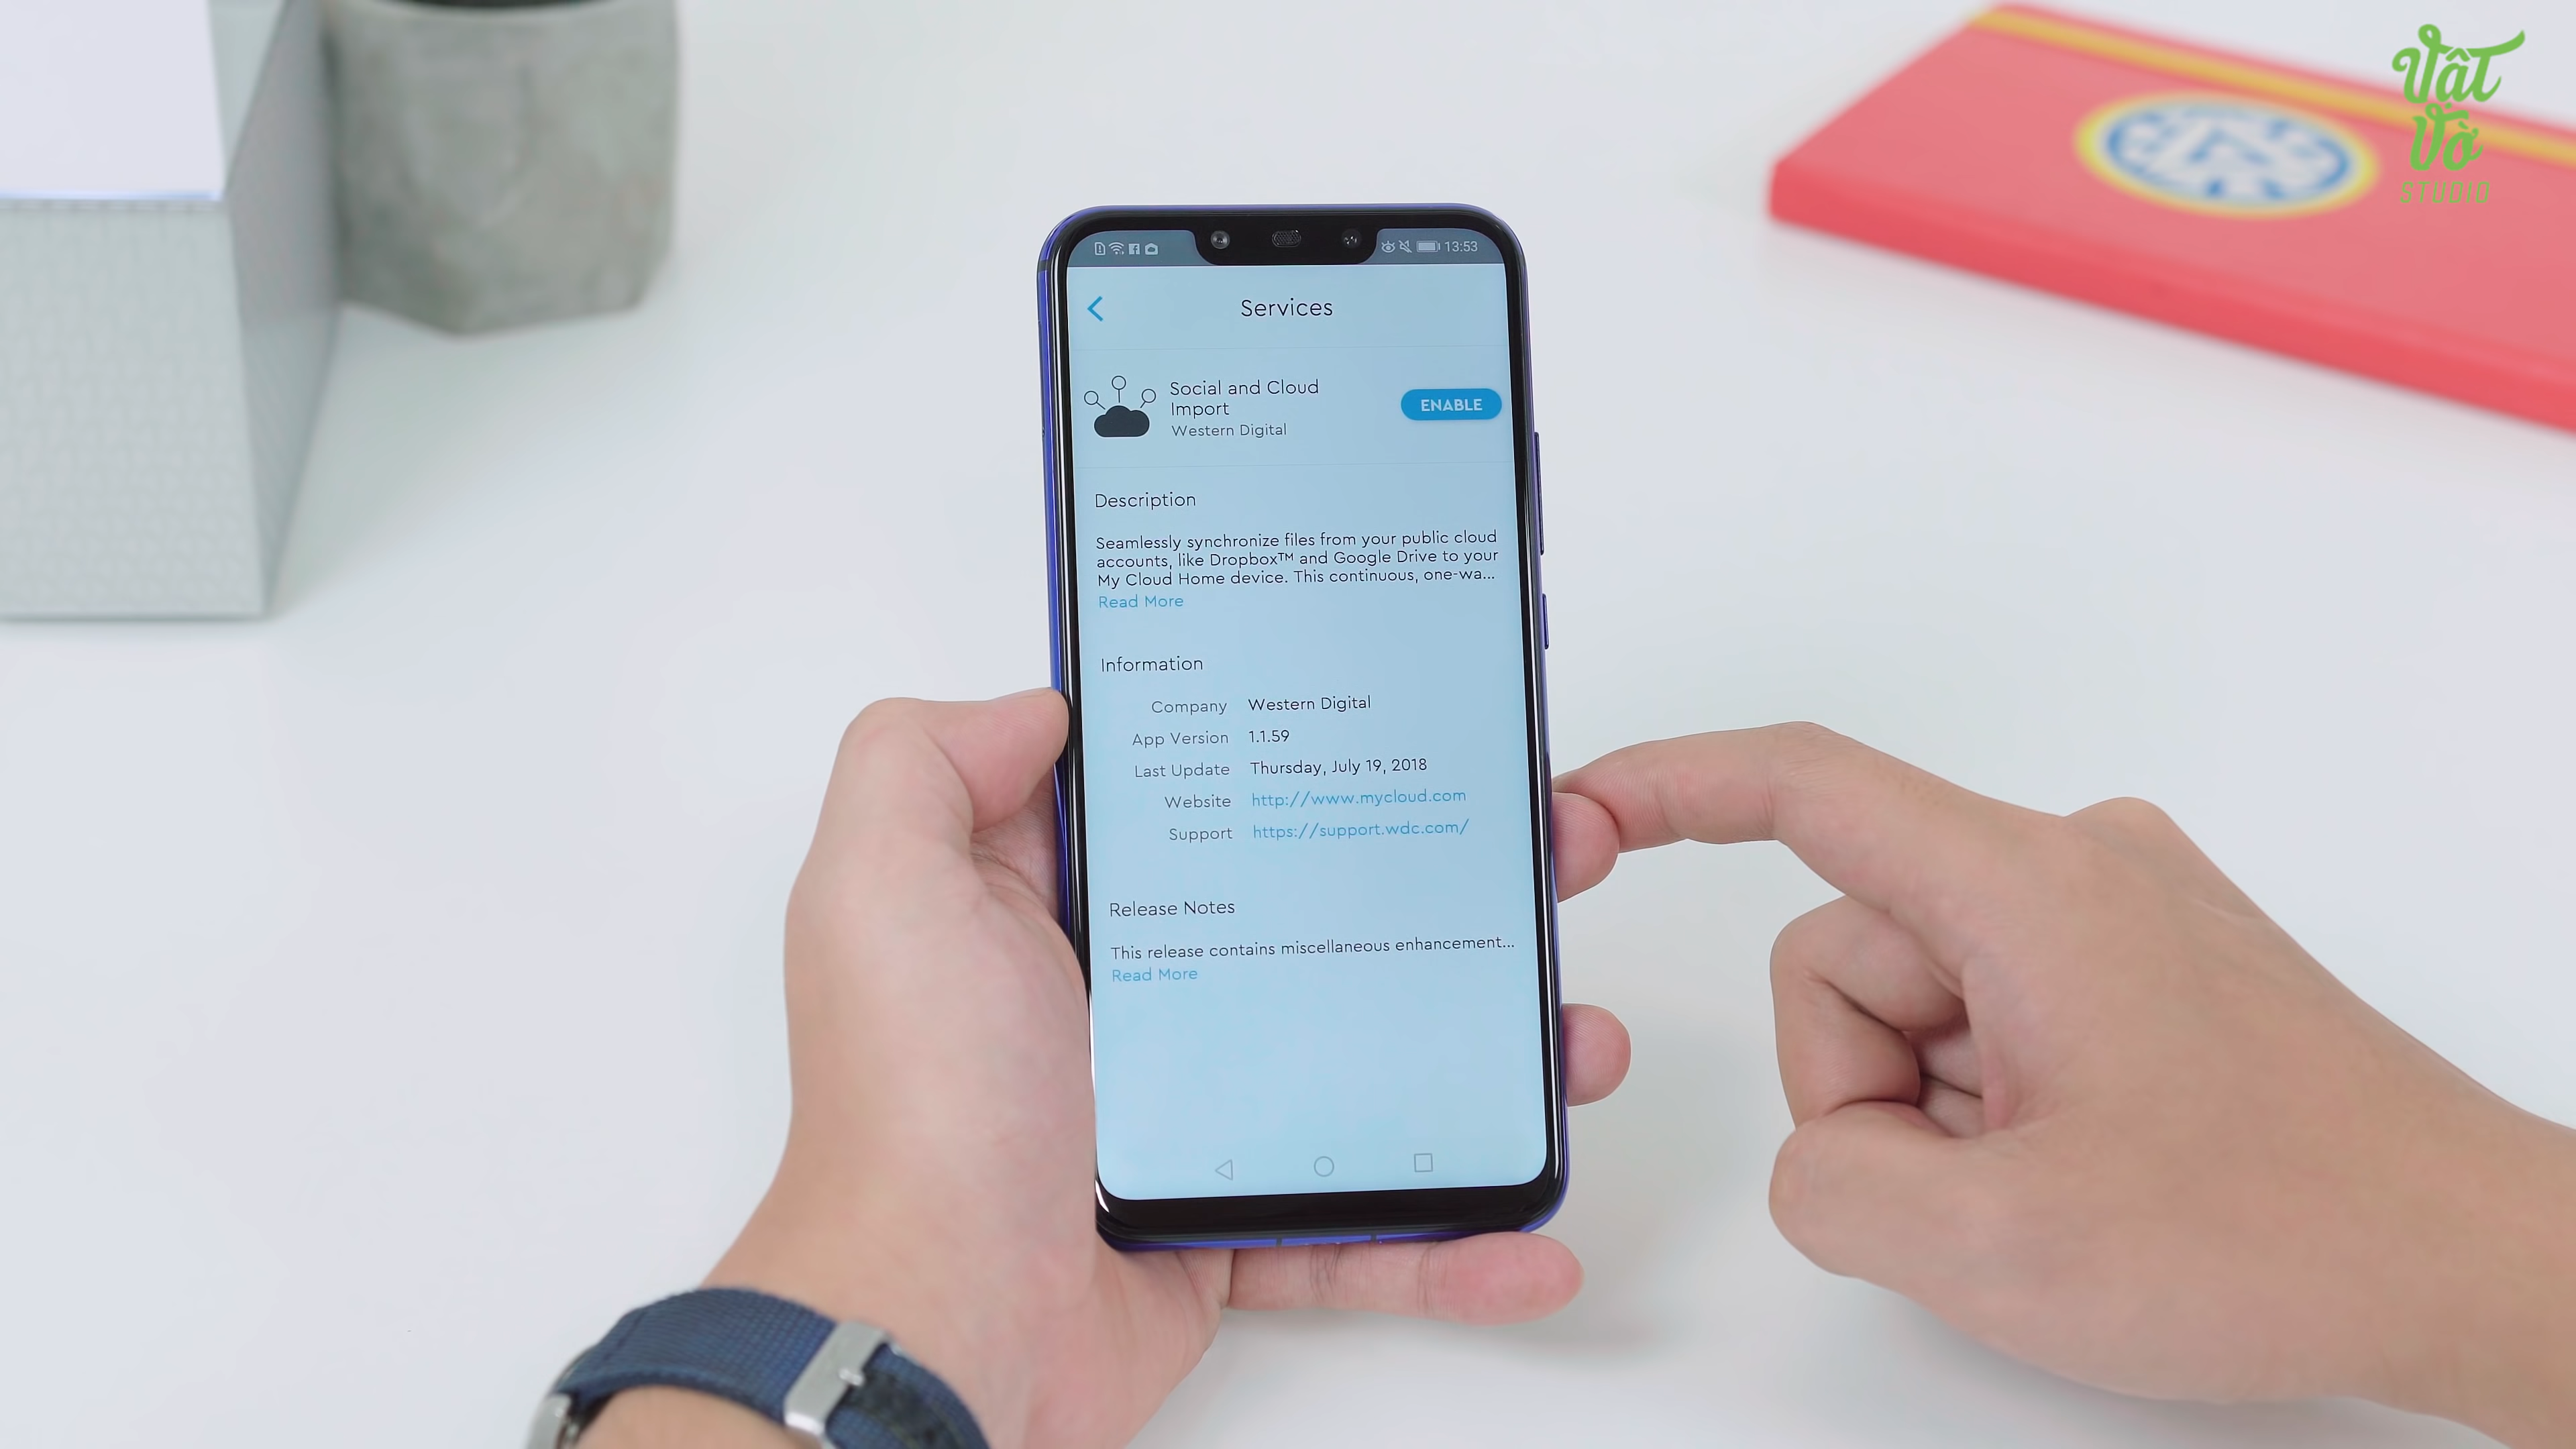 Vật
Vờ
STUDIO
13:53
Services
Social and Cloud
Import
Western Digital
ENABLE
Description
Seamlessly synchronize files from your public cloud
accounts, like Dropbox™ and Google Drive to your
My Cloud Home device. This continuous, one-wa...
Read More
Information
Company Western Digital
App Version 1.1.59
Last Update Thursday, July 19, 2018
Website http://www.mycloud.com
Support https://support.wdc.com/
Release Notes
This release contains miscellaneous enhancement...
Read More